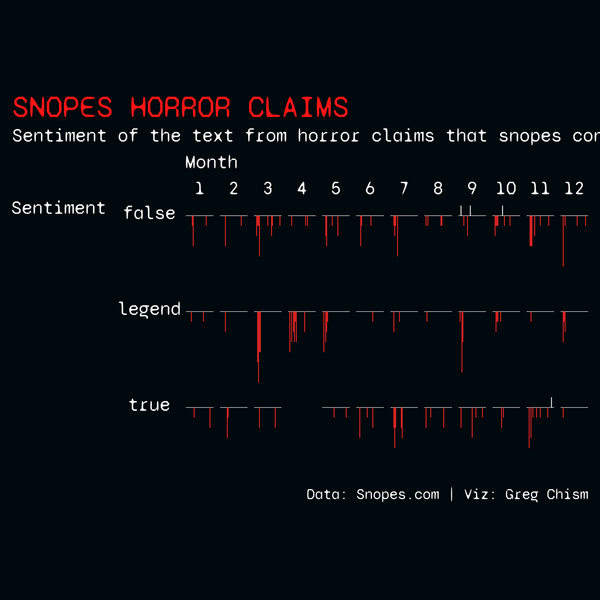 SNOPES HORROR CLAIMS
Sentiment of the text from horror claims that snopes con
Month
1 2 3 4 5 6 7 8 9 10 11 12
Sentiment false
legend
true
Data: Snopes.com | Viz: Greg Chism